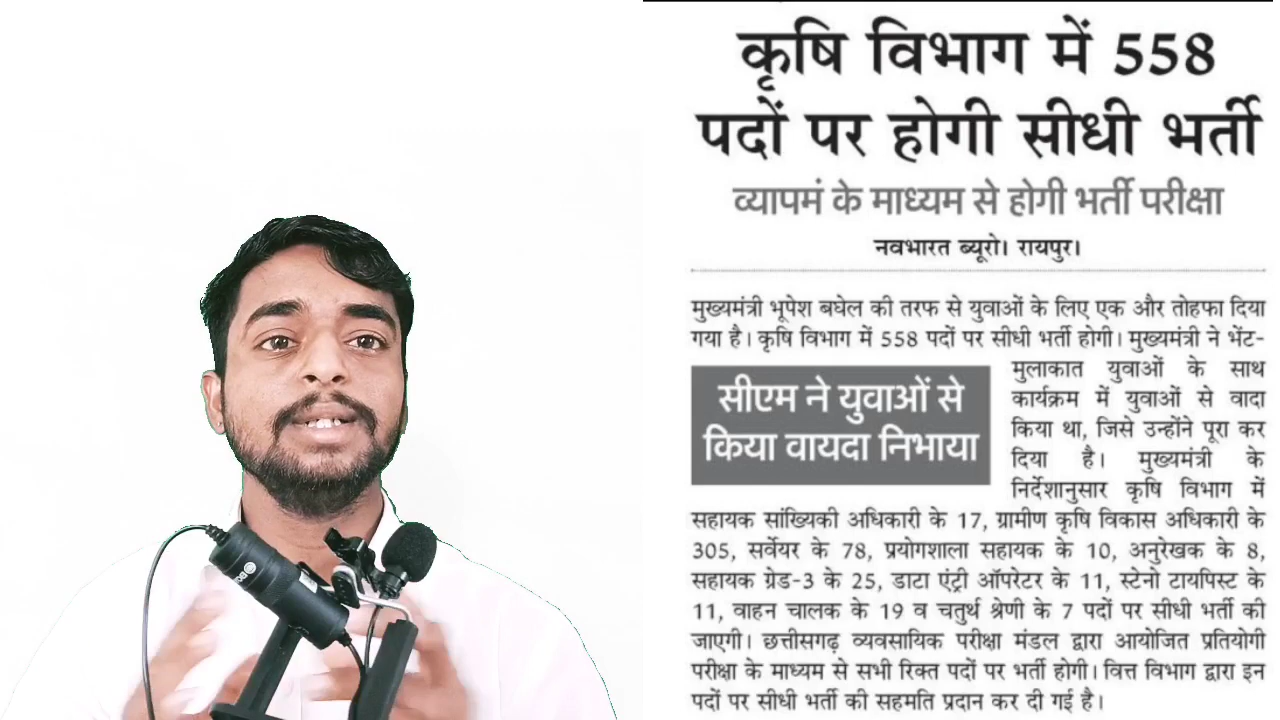 कृषि विभाग में 558
पदों पर होगी सीधी भर्ती
व्यापमं के माध्यम से होगी भर्ती परीक्षा
नवभारत ब्यूरो। रायपुर।
मुख्यमंत्री भूपेश बघेल की तरफ से युवाओं के लिए एक और तोहफा दिया
गया है। कृषि विभाग में 558 पदों पर सीधी भर्ती होगी। मुख्यमंत्री ने भेंट-
मुलाकात युवाओं के साथ
कार्यक्रम में युवाओं से वादा
किया था, जिसे उन्होंने पूरा कर
दिया है। मुख्यमंत्री के
निर्देशानुसार कृषि विभाग में
सीएम ने युवाओं से
किया वायदा निभाया
सहायक सांख्यिकी अधिकारी के 17, ग्रामीण कृषि विकास अधिकारी के
305, सर्वेयर के 78, प्रयोगशाला सहायक के 10, अनुरेखक के 8,
सहायक ग्रेड-3 के 25, डाटा एंट्री ऑपरेटर के 11, स्टेनो टायपिस्ट के
11, वाहन चालक के 19 व चतुर्थ श्रेणी के 7 पदों पर सीधी भर्ती की
जाएगी। छत्तीसगढ़ व्यवसायिक परीक्षा मंडल द्वारा आयोजित प्रतियोगी
परीक्षा के माध्यम से सभी रिक्त पदों पर भर्ती होगी। वित्त विभाग द्वारा इन
पदों पर सीधी भर्ती की सहमति प्रदान कर दी गई है।